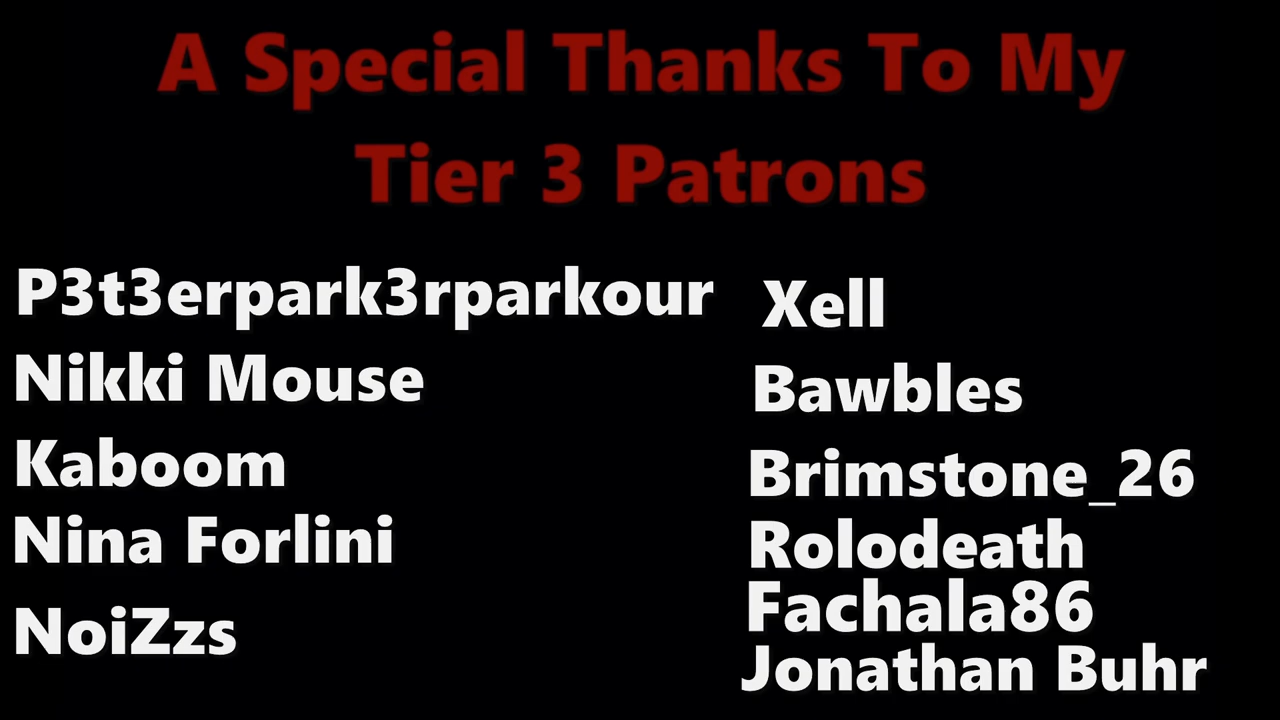 A Special Thanks To My
Tier 3 Patrons
P3t3erpark3rparkour
Nikki Mouse
Kaboom
Nina Forlini
NoiZzs
Xell
Bawbles
Brimstone_26
Rolodeath
Fachala86
Jonathan Buhr